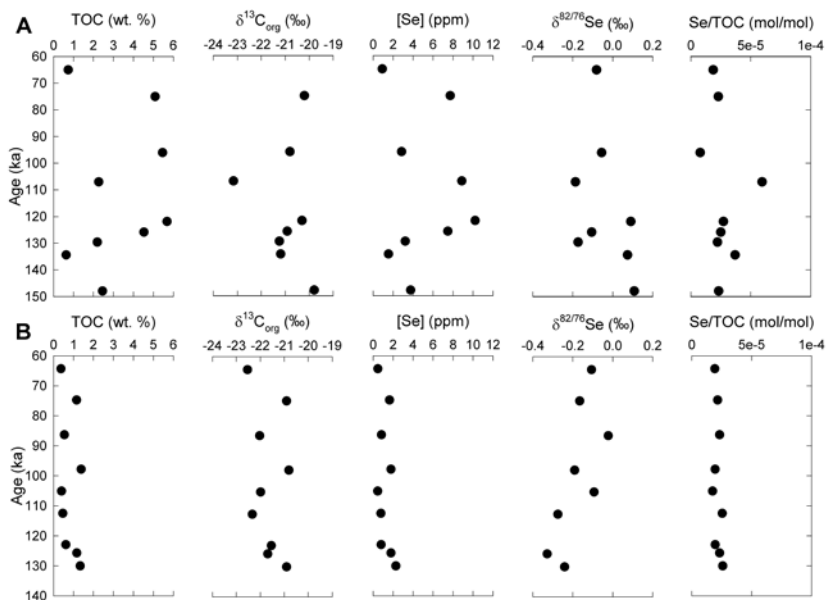 A
TOC (wt. %) δ¹³Corg (‰) [Se] (ppm) δ⁸²/⁷⁶Se (‰) Se/TOC (mol/mol)
0 1 2 3 4 5 6 -24 -23 -22 -21 -20 -19 0 2 4 6 8 10 12 -0.4 -0.2 0.0 0.2 0 5e-5 1e-4
60
70
80
90
100
110
120
130
140
150
Age (ka)
B
TOC (wt. %) δ¹³Corg (‰) [Se] (ppm) δ⁸²/⁷⁶Se (‰) Se/TOC (mol/mol)
0 1 2 3 4 5 6 -24 -23 -22 -21 -20 -19 0 2 4 6 8 10 12 -0.4 -0.2 0.0 0.2 0 5e-5 1e-4
60
70
80
90
100
110
120
130
140
Age (ka)